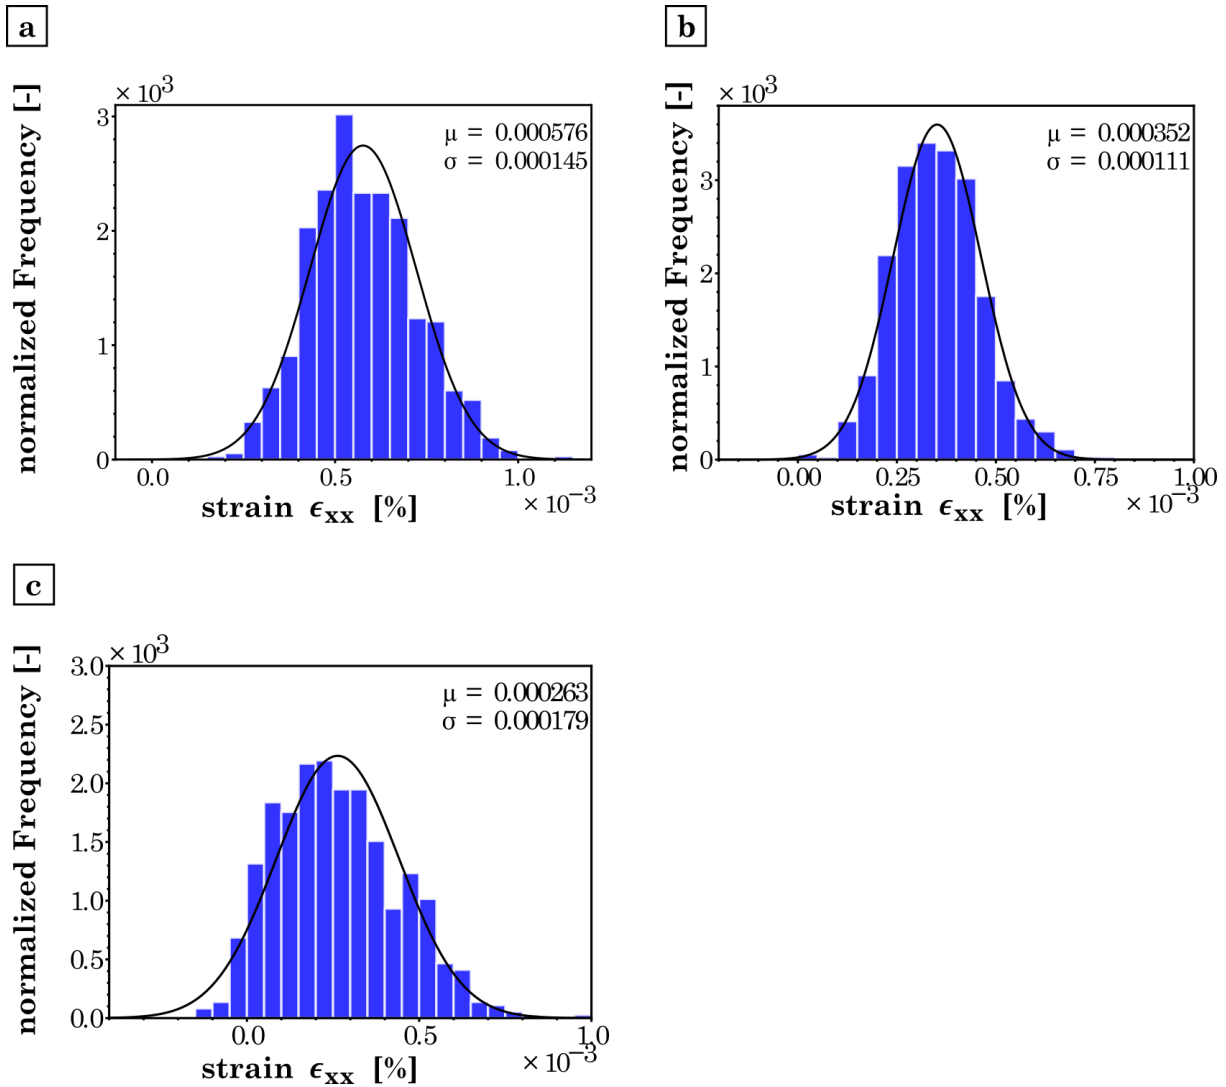 a
× 10³
normalized Frequency [-]
μ = 0.000576
σ = 0.000145
3
2
1
0
0.0 0.5 1.0
× 10⁻³
strain ϵxx [%]
b
× 10³
normalized Frequency [-]
μ = 0.000352
σ = 0.000111
3
2
1
0
0.00 0.25 0.50 0.75 1.00
× 10⁻³
strain ϵxx [%]
c
× 10³
normalized Frequency [-]
μ = 0.000263
σ = 0.000179
3.0
2.5
2.0
1.5
1.0
0.5
0.0
0.0 0.5 1.0
× 10⁻³
strain ϵxx [%]